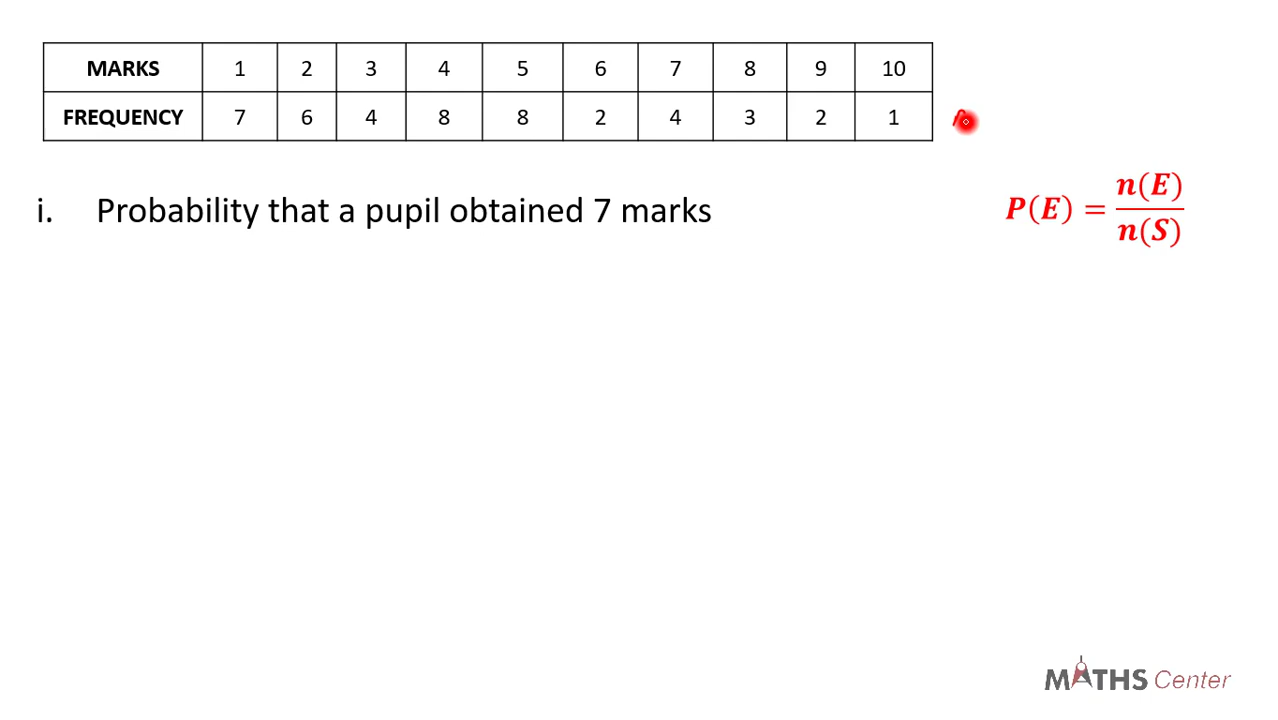 MARKS 1 2 3 4 5 6 7 8 9 10
FREQUENCY 7 6 4 8 8 2 4 3 2 1
i. Probability that a pupil obtained 7 marks
P(E) = n(E)/n(S)
MATHS Center